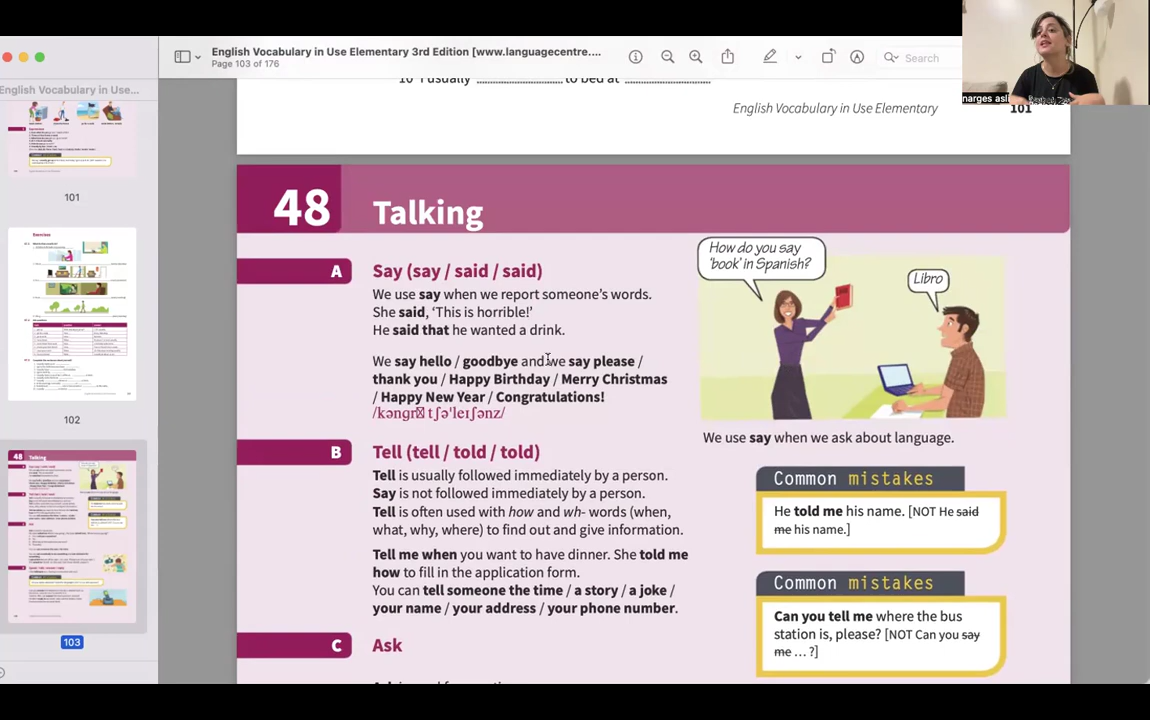 English Vocabulary in Use Elementary 3rd Edition [www.languagecentre....
Page 103 of 176
Search
English Vocabulary in Use...
101
102
103
narges asl
to bed at
English Vocabulary in Use Elementary
101
48
Talking
A
Say (say / said / said)
We use say when we report someone's words.
She said, 'This is horrible!'
He said that he wanted a drink.
We say hello / goodbye and we say please /
thank you / Happy Birthday / Merry Christmas
/ Happy New Year / Congratulations!
How do you say
'book' in Spanish?
Libro
We use say when we ask about language.
B
Tell (tell / told / told)
Tell is usually followed immediately by a person.
Say is not followed immediately by a person.
Tell is often used with how and wh- words (when,
what, why, where) to find out and give information.
Tell me when you want to have dinner. She told me
how to fill in the application form.
You can tell someone the time / a story / a joke /
your name / your address / your phone number.
Common mistakes
He told me his name. [NOT He said
me his name.]
Common mistakes
Can you tell me where the bus
station is, please? [NOT Can you say
me ... ?]
C
Ask